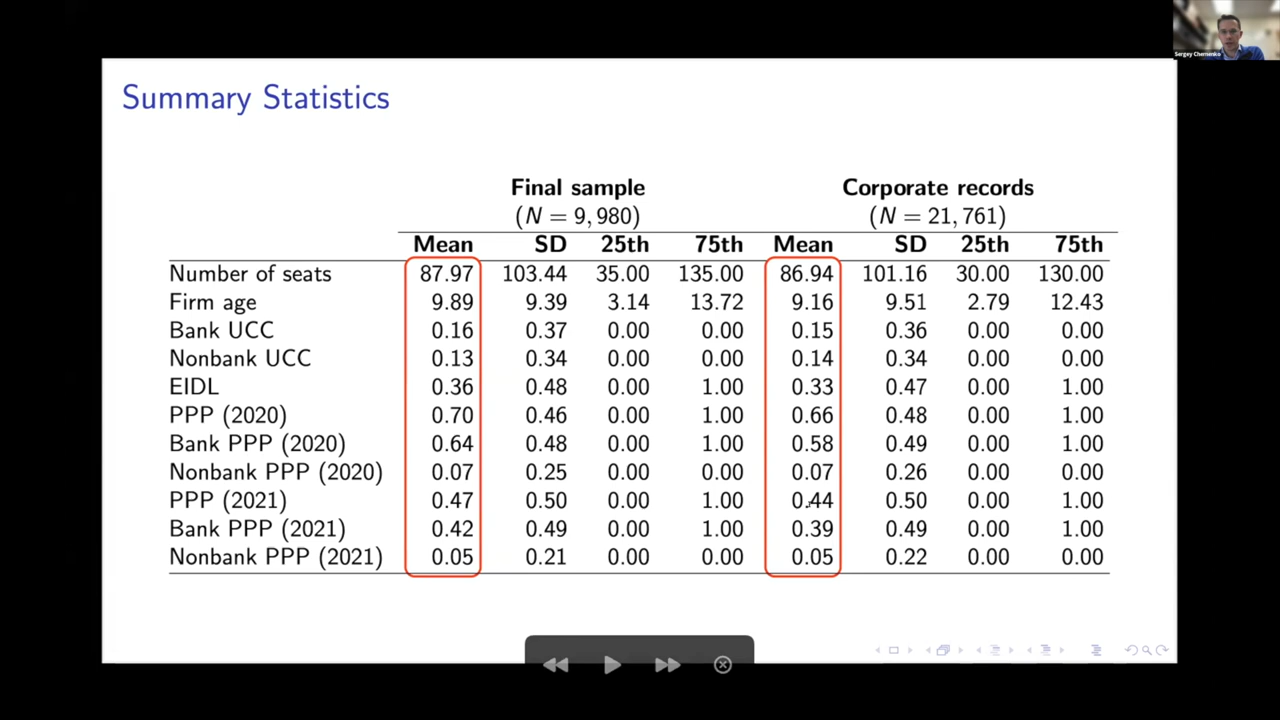 Sergey Chernenko
Summary Statistics
Final sample Corporate records
(N = 9, 980) (N = 21, 761)
Mean SD 25th 75th Mean SD 25th 75th
Number of seats 87.97 103.44 35.00 135.00 86.94 101.16 30.00 130.00
Firm age 9.89 9.39 3.14 13.72 9.16 9.51 2.79 12.43
Bank UCC 0.16 0.37 0.00 0.00 0.15 0.36 0.00 0.00
Nonbank UCC 0.13 0.34 0.00 0.00 0.14 0.34 0.00 0.00
EIDL 0.36 0.48 0.00 1.00 0.33 0.47 0.00 1.00
PPP (2020) 0.70 0.46 0.00 1.00 0.66 0.48 0.00 1.00
Bank PPP (2020) 0.64 0.48 0.00 1.00 0.58 0.49 0.00 1.00
Nonbank PPP (2020) 0.07 0.25 0.00 0.00 0.07 0.26 0.00 0.00
PPP (2021) 0.47 0.50 0.00 1.00 0.44 0.50 0.00 1.00
Bank PPP (2021) 0.42 0.49 0.00 1.00 0.39 0.49 0.00 1.00
Nonbank PPP (2021) 0.05 0.21 0.00 0.00 0.05 0.22 0.00 0.00